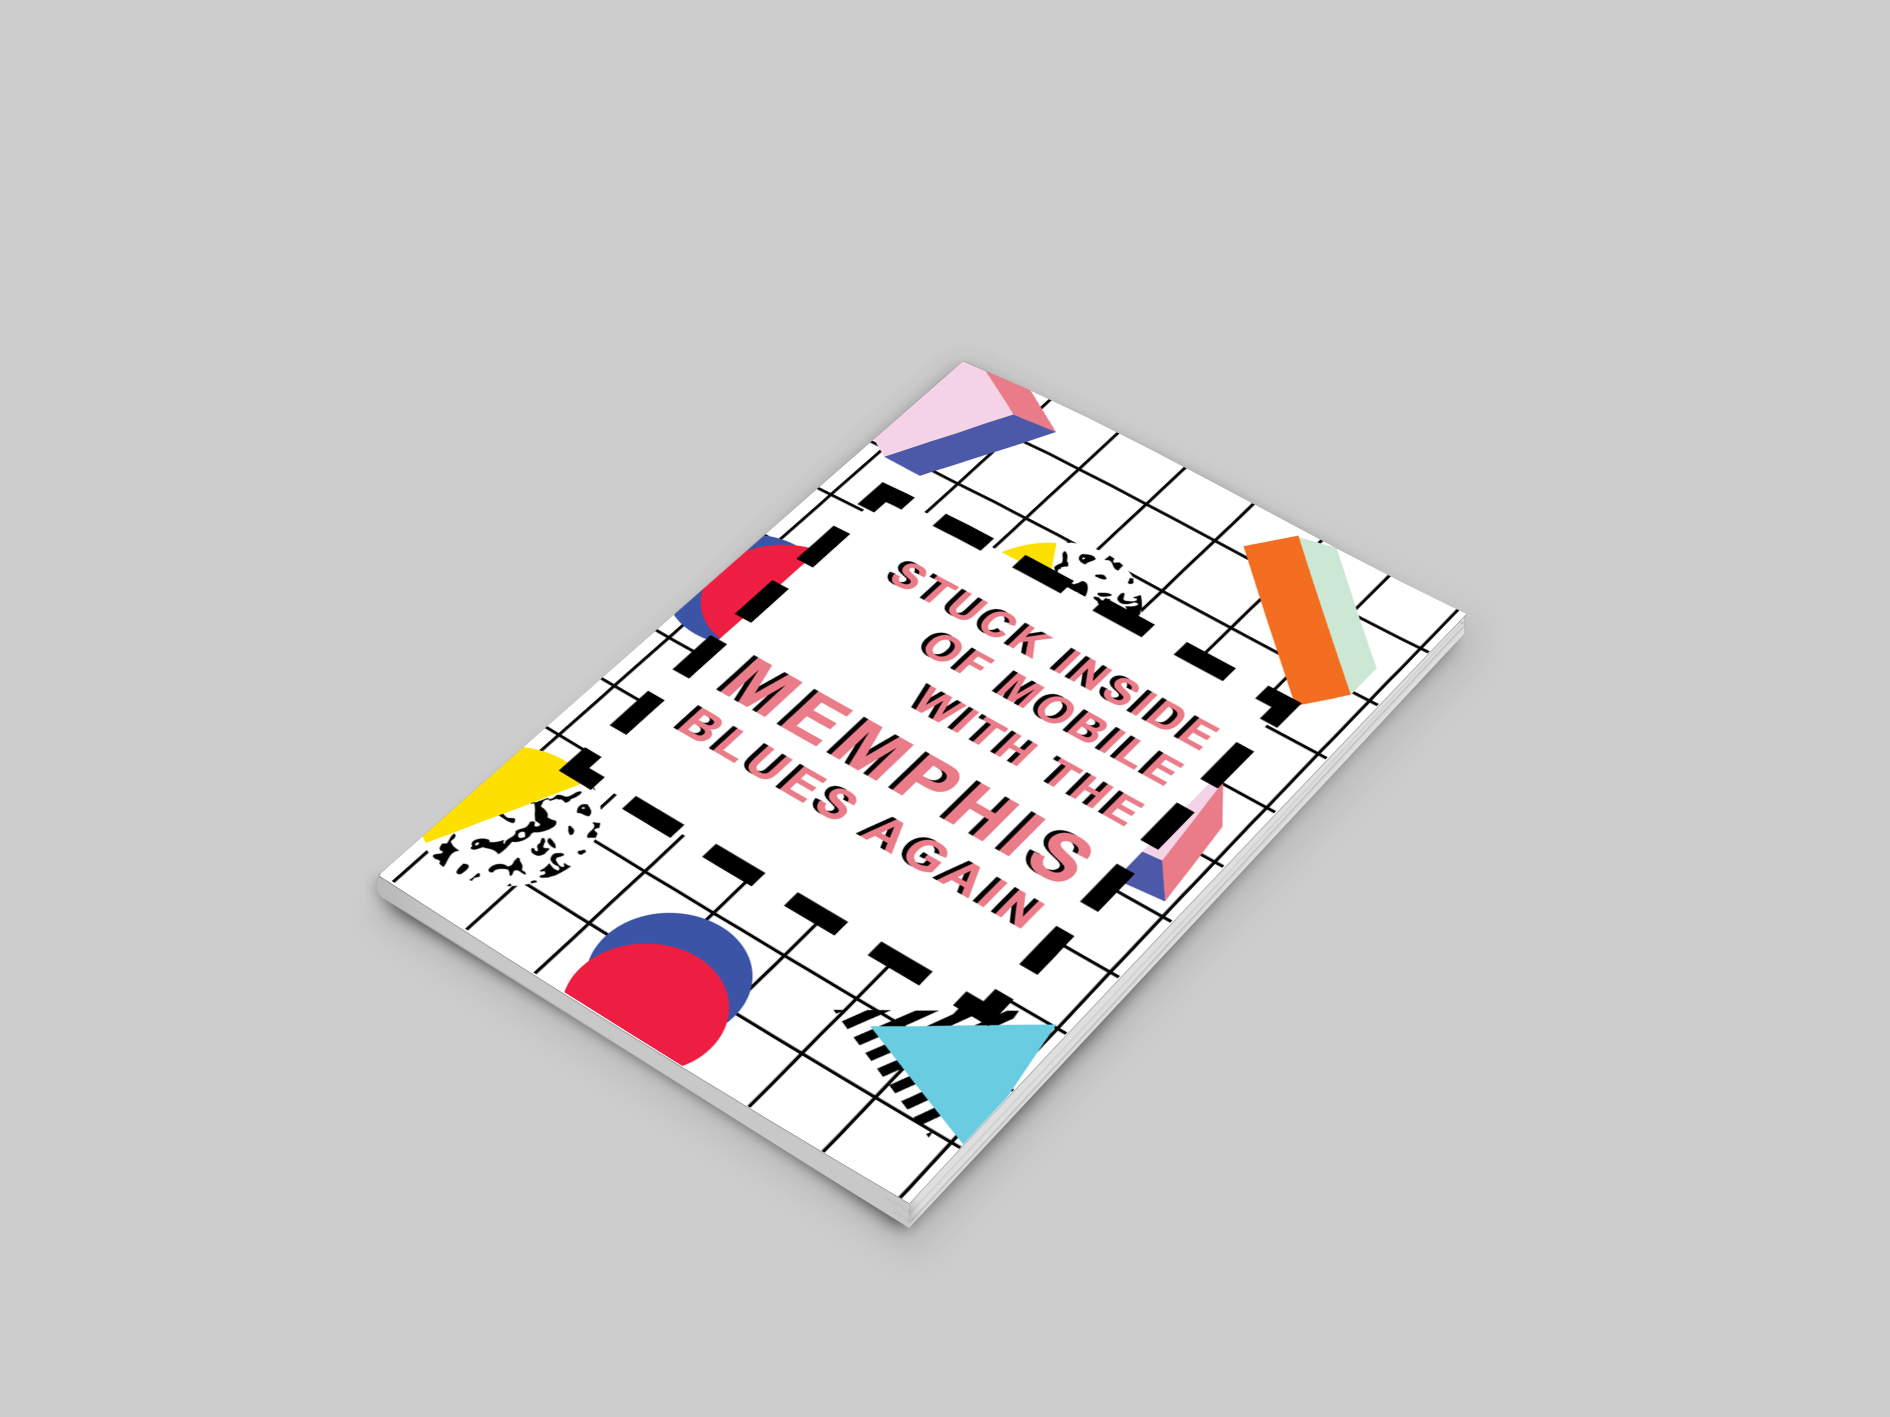 STUCK INSIDE
OF MOBILE
WITH THE
MEMPHIS
BLUES AGAIN